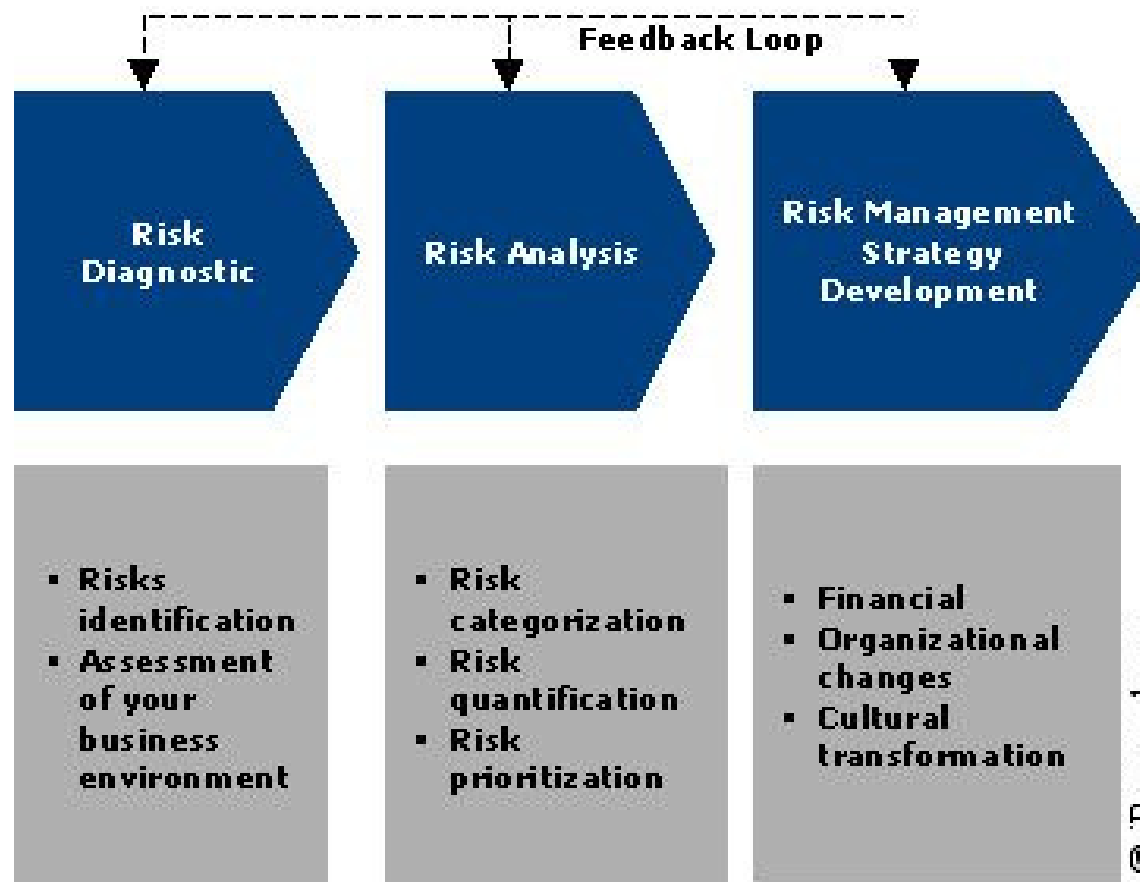 Feedback Loop
Risk
Diagnostic
Risk Analysis
Risk Management
Strategy
Development
▪ Risks
identification
▪ Assessment
of your
business
environment
▪ Risk
categorization
▪ Risk
quantification
▪ Risk
prioritization
▪ Financial
▪ Organizational
changes
▪ Cultural
transformation